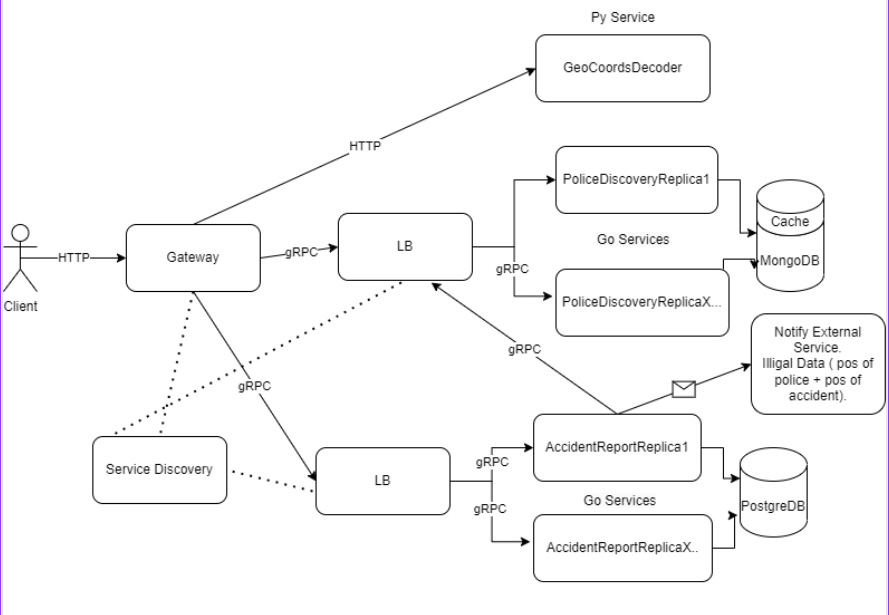 Py Service
GeoCoordsDecoder
HTTP
PoliceDiscoveryReplica1
Cache
MongoDB
Go Services
gRPC
PoliceDiscoveryReplicaX...
LB
gRPC
Gateway
HTTP
Client
Notify External
Service.
Illigal Data ( pos of
police + pos of
accident).
gRPC
gRPC
Service Discovery
LB
gRPC
gRPC
AccidentReportReplica1
Go Services
AccidentReportReplicaX..
PostgreDB